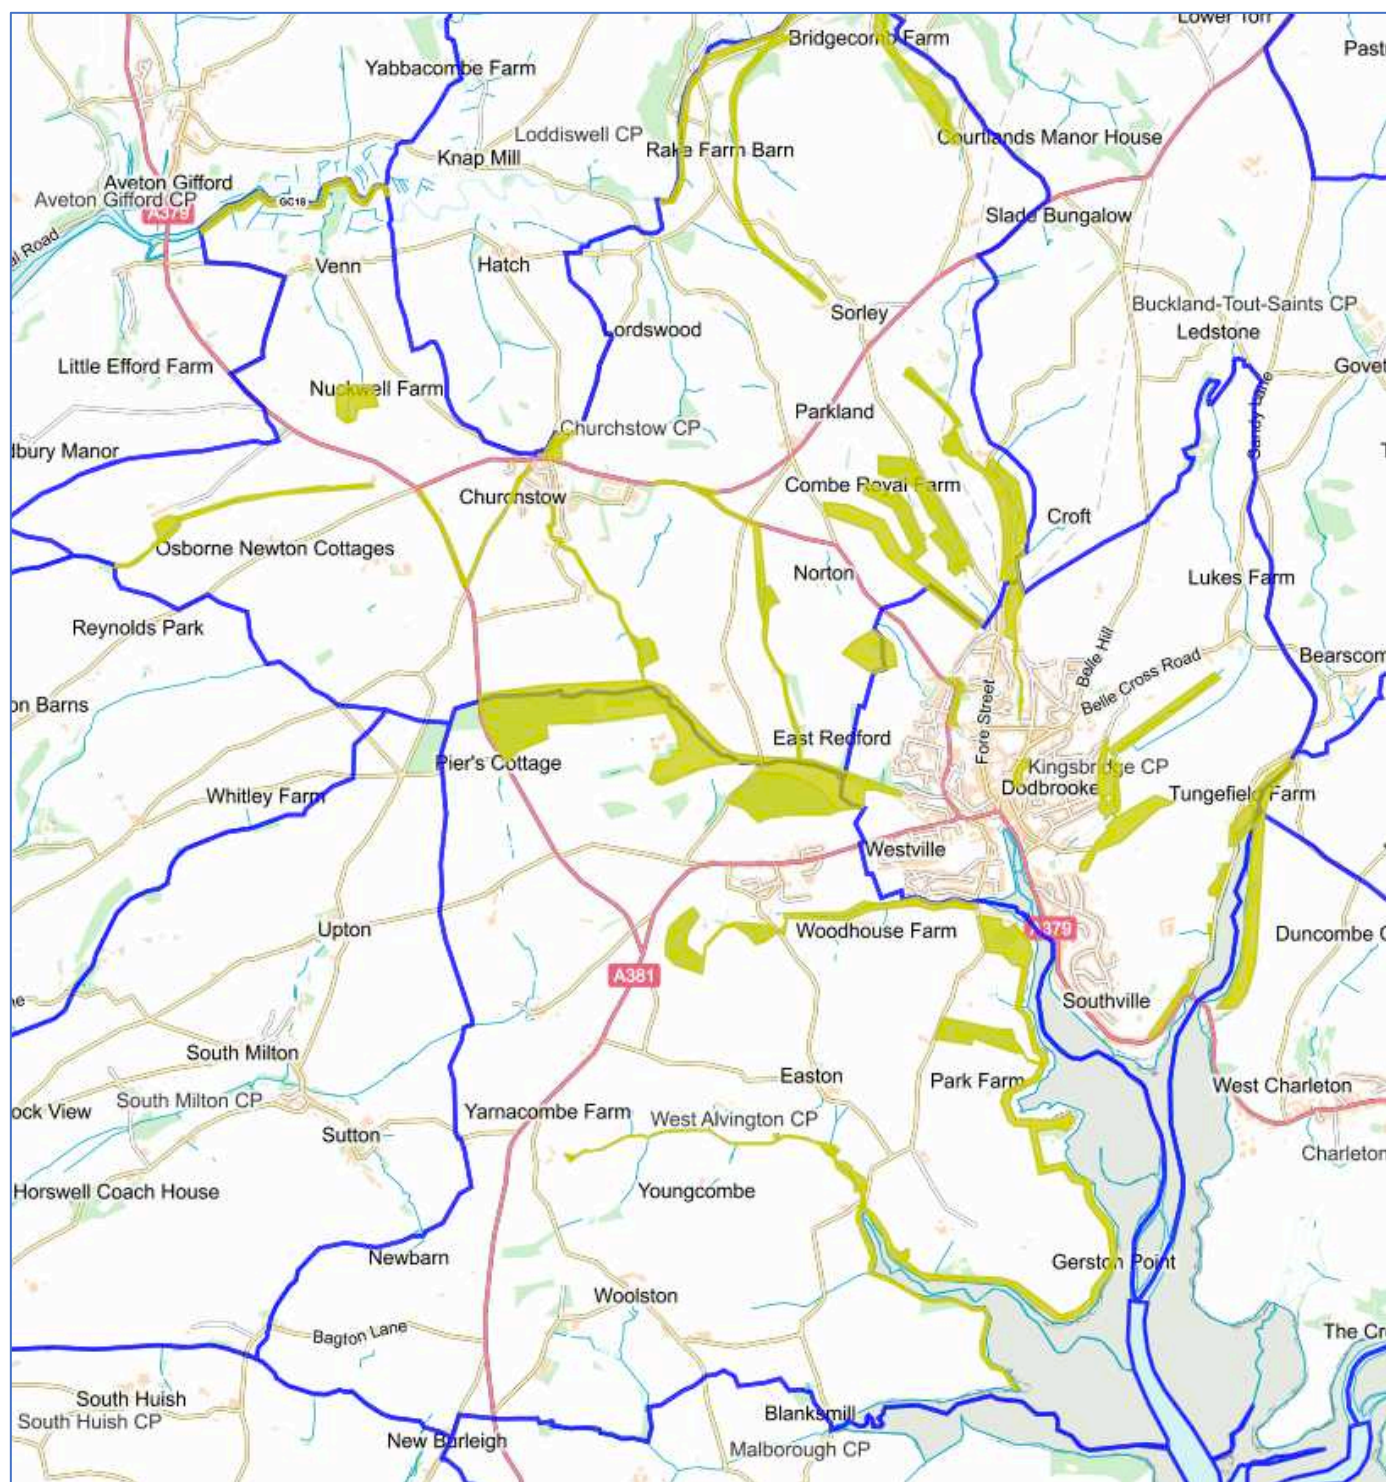 Lower Torr
Bridgecomb Farm
Yabbacombe Farm
Loddiswell CP
Courtlands Manor House
Rake Farm Barn
Knap Mill
Aveton Gifford
Aveton Gifford CP
GC18
A379
Slade Bungalow
Venn
Hatch
Buckland-Tout-Saints CP
Sorley
Ledstone
Lordswood
Little Efford Farm
Nuckwell Farm
Sandy Lane
Parkland
Churchstow CP
Combe Royal Farm
Churchstow
Croft
Osborne Newton Cottages
Norton
Lukes Farm
Reynolds Park
Belle Hill
Belle Cross Road
Fore Street
East Redford
Pier's Cottage
Kingsbridge CP
Dodbrooke
Tungefield Farm
Whitley Farm
Westville
Upton
Woodhouse Farm
A379
A381
Southville
South Milton
Easton
Park Farm
West Charleton
South Milton CP
Yarnacombe Farm
West Alvington CP
Sutton
Charleton
Horswell Coach House
Youngcombe
Newbarn
Gerston Point
Woolston
Bagton Lane
South Huish
South Huish CP
Blanksmill
New Burleigh
Malborough CP